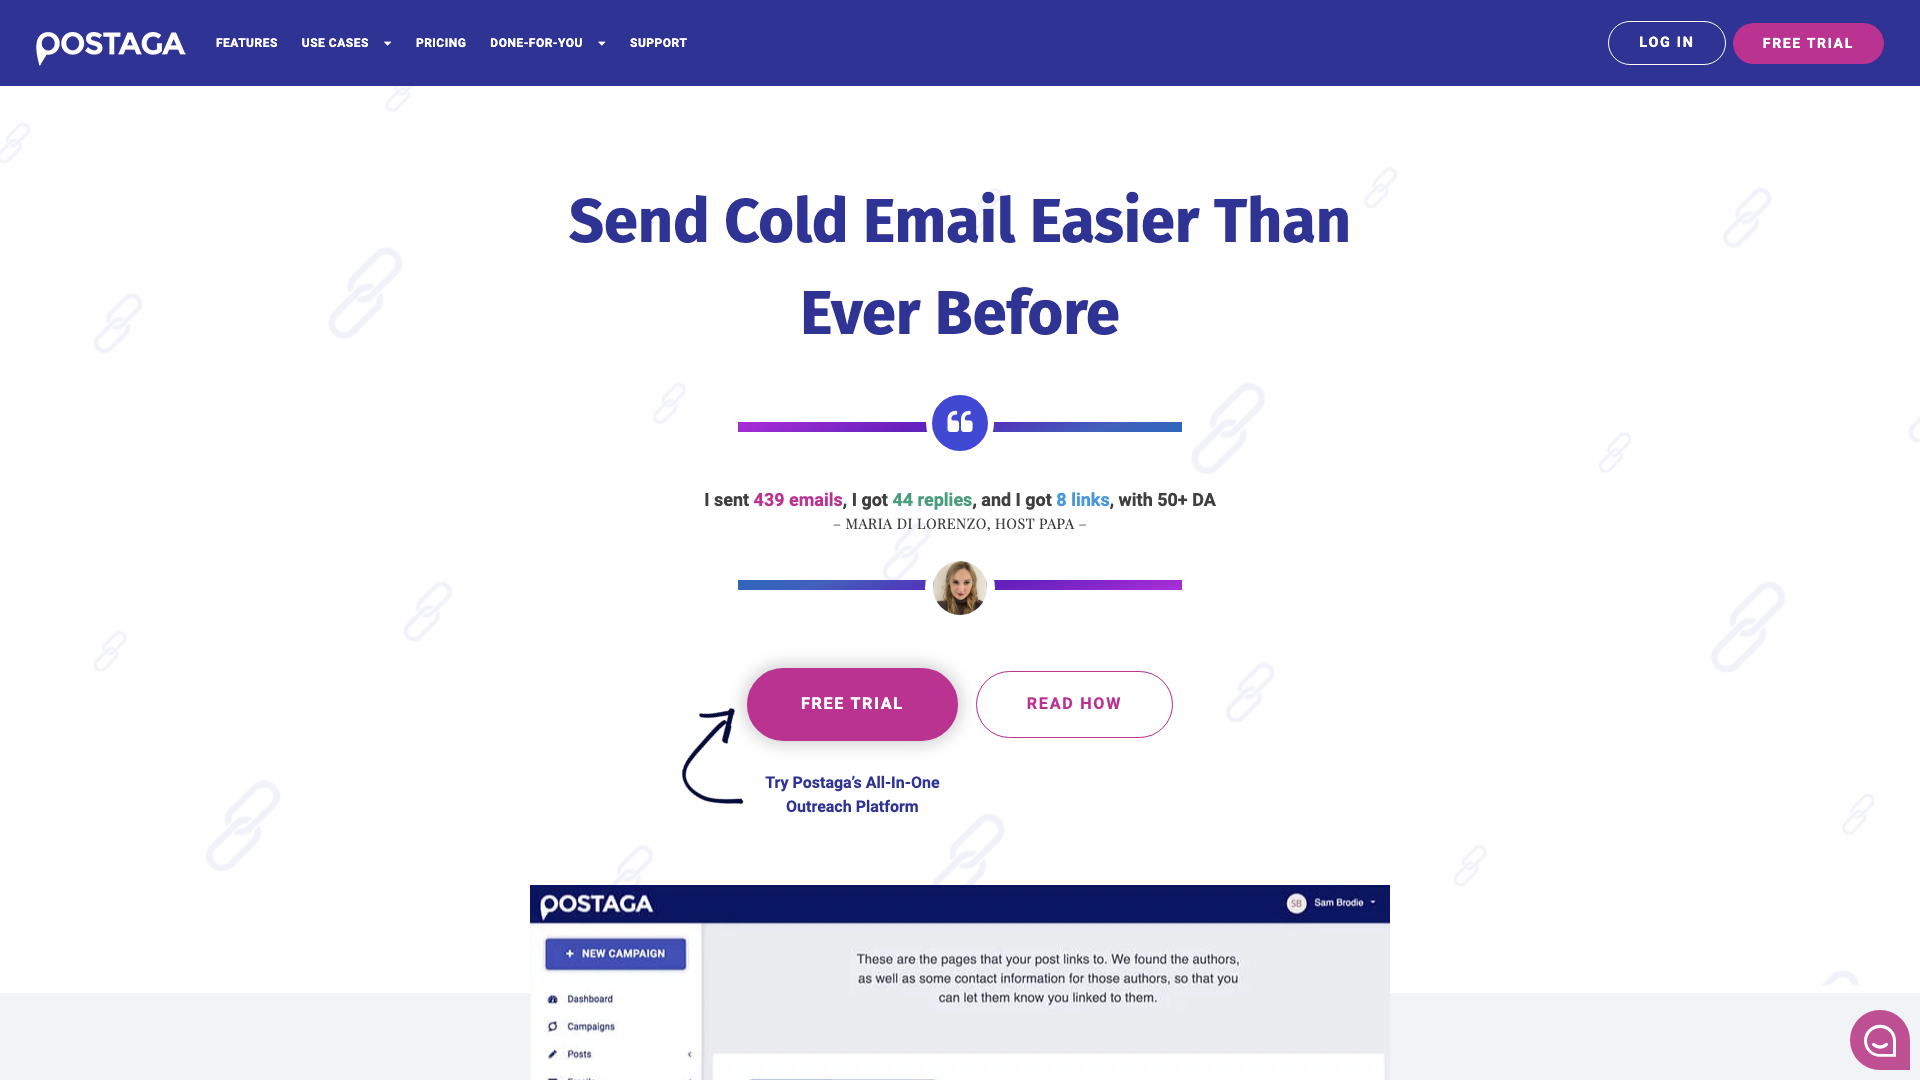 POSTAGA
FEATURES
USE CASES
PRICING
DONE-FOR-YOU
SUPPORT
LOG IN
FREE TRIAL
Send Cold Email Easier Than
Ever Before
I sent 439 emails, I got 44 replies, and I got 8 links, with 50+ DA
– MARIA DI LORENZO, HOST PAPA –
FREE TRIAL
READ HOW
Try Postaga’s All-In-One
Outreach Platform
POSTAGA
SB
Sam Brodie
+ NEW CAMPAIGN
Dashboard
Campaigns
Posts
These are the pages that your post links to. We found the authors,
as well as some contact information for those authors, so that you
can let them know you linked to them.